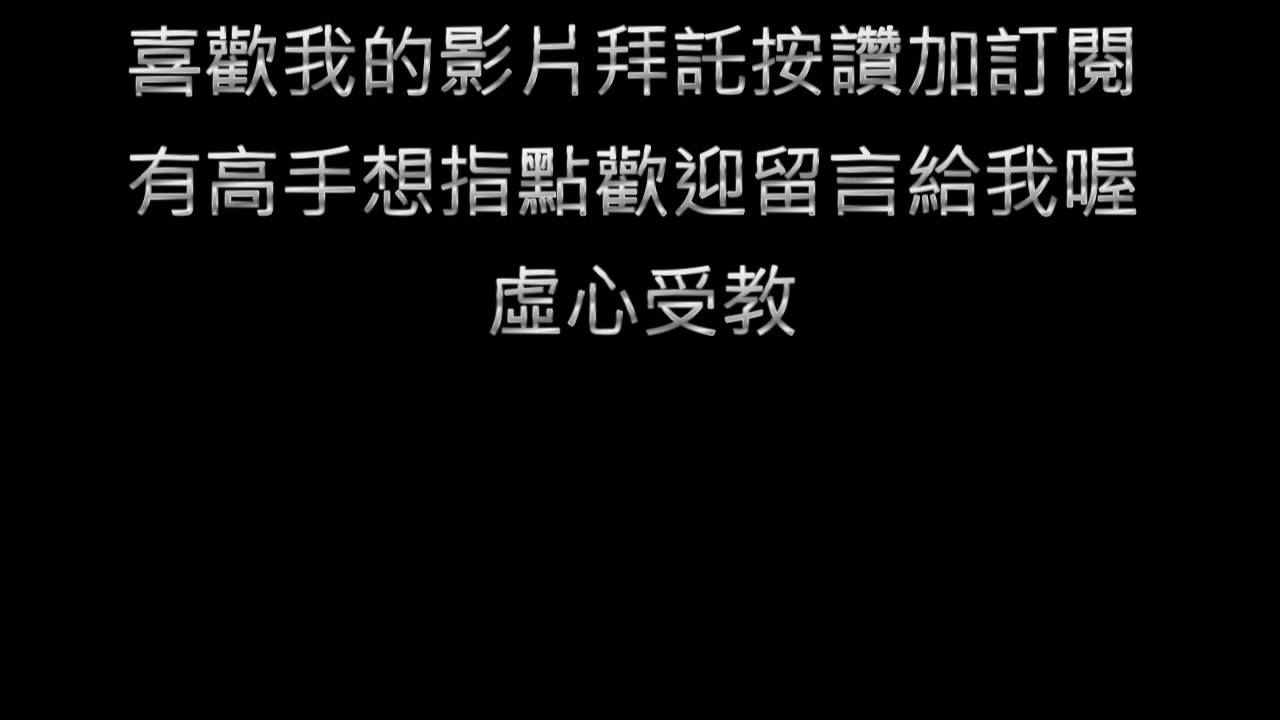 喜歡我的影片拜託按讚加訂閱
有高手想指點歡迎留言給我喔
虛心受教